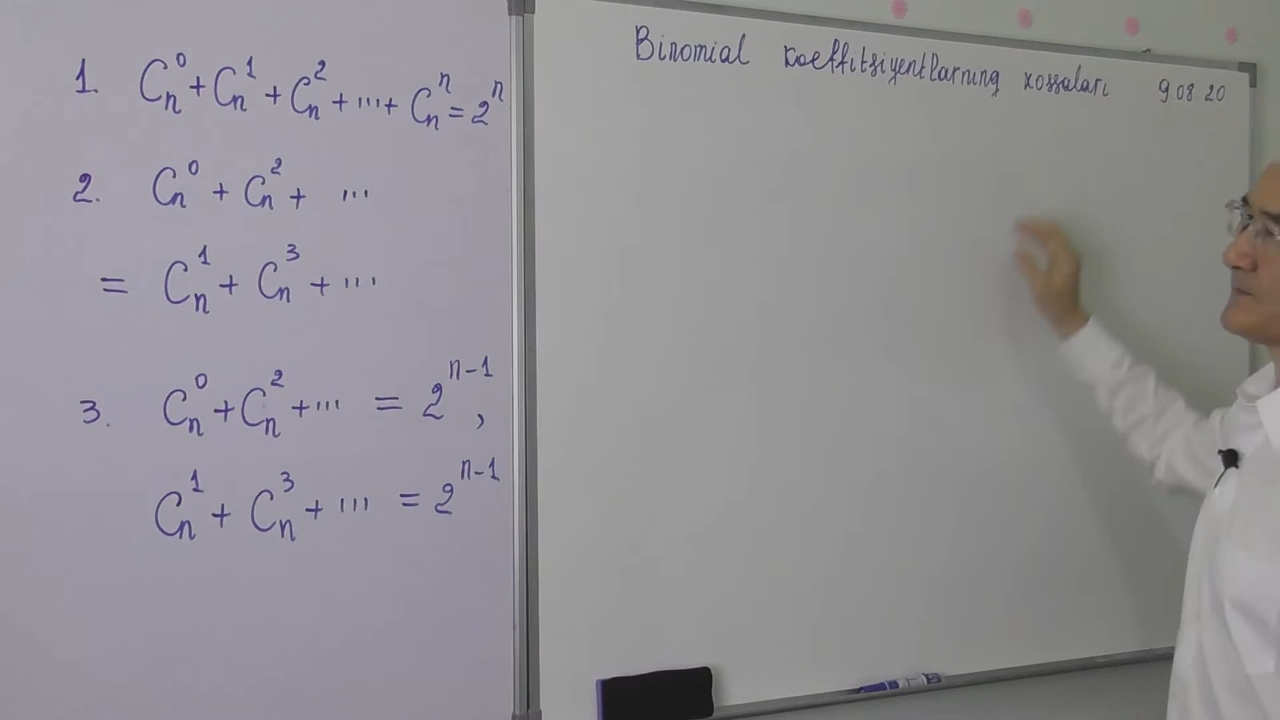 1. C_n^0 + C_n^1 + C_n^2 + ... + C_n^n = 2^n
2. C_n^0 + C_n^2 + ...
= C_n^1 + C_n^3 + ...
3. C_n^0 + C_n^2 + ... = 2^{n-1},
C_n^1 + C_n^3 + ... = 2^{n-1}
Binomial koeffitsiyentlarning xossalari 9.08 20